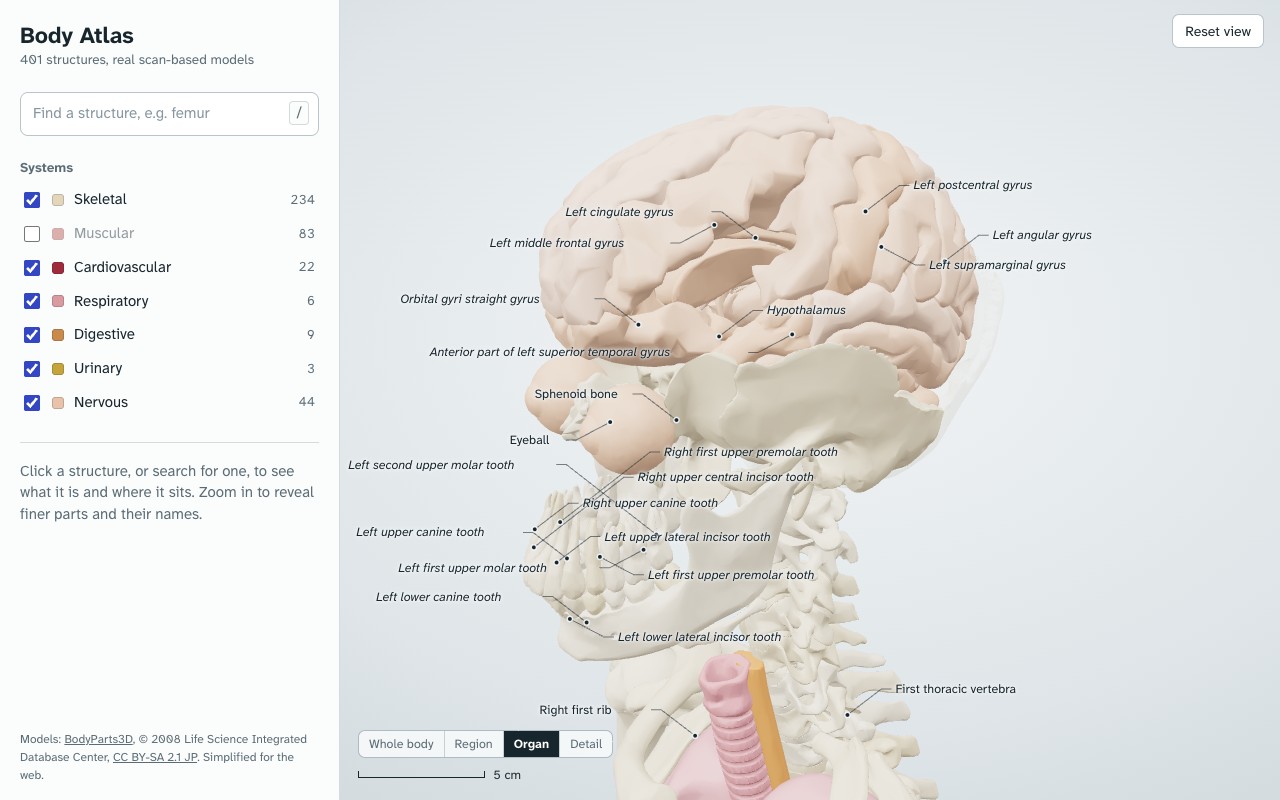 Body Atlas
401 structures, real scan-based models
Find a structure, e.g. femur /
Systems
Skeletal 234
Muscular 83
Cardiovascular 22
Respiratory 6
Digestive 9
Urinary 3
Nervous 44
Click a structure, or search for one, to see
what it is and where it sits. Zoom in to reveal
finer parts and their names.
Models: BodyParts3D, © 2008 Life Science Integrated
Database Center, CC BY-SA 2.1 JP. Simplified for the
web.
Reset view
Left postcentral gyrus
Left cingulate gyrus
Left angular gyrus
Left middle frontal gyrus
Left supramarginal gyrus
Orbital gyri straight gyrus
Hypothalamus
Anterior part of left superior temporal gyrus
Sphenoid bone
Eyeball
Right first upper premolar tooth
Left second upper molar tooth
Right upper central incisor tooth
Right upper canine tooth
Left upper canine tooth
Left upper lateral incisor tooth
Left first upper molar tooth
Left first upper premolar tooth
Left lower canine tooth
Left lower lateral incisor tooth
First thoracic vertebra
Right first rib
Whole body Region Organ Detail
5 cm